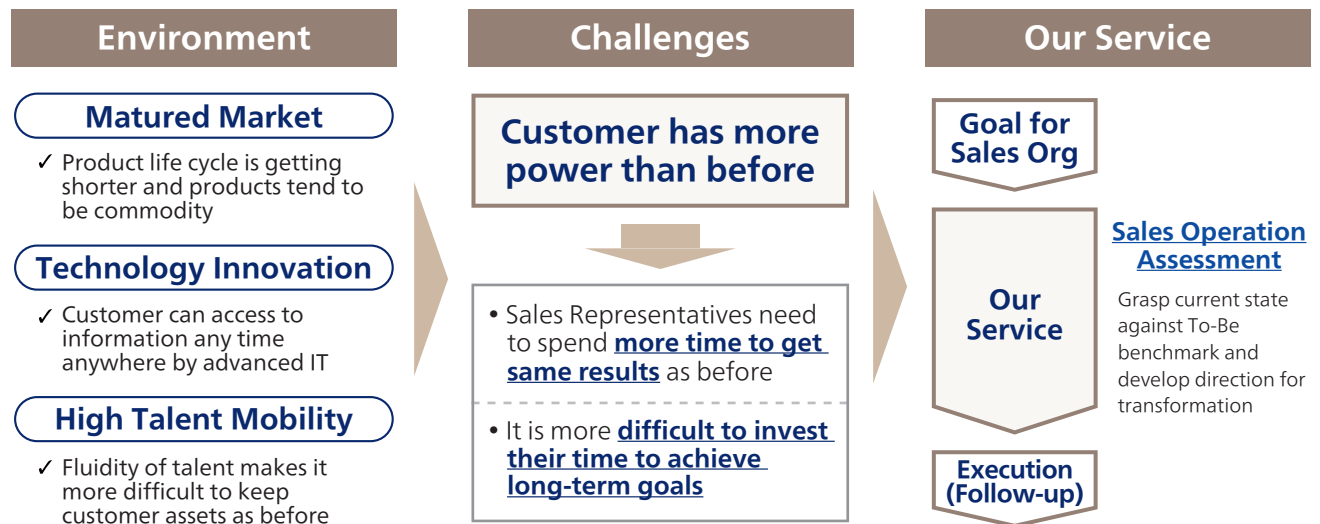 Environment
Matured Market
✓ Product life cycle is getting
shorter and products tend to
be commodity
Technology Innovation
✓ Customer can access to
information any time
anywhere by advanced IT
High Talent Mobility
✓ Fluidity of talent makes it
more difficult to keep
customer assets as before
Challenges
Customer has more
power than before
• Sales Representatives need
to spend more time to get
same results as before
• It is more difficult to invest
their time to achieve
long-term goals
Our Service
Goal for
Sales Org
Our
Service
Sales Operation
Assessment
Grasp current state
against To-Be
benchmark and
develop direction for
transformation
Execution
(Follow-up)